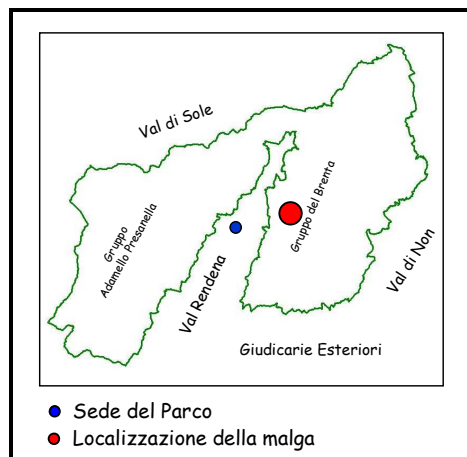 Val di Sole
Gruppo
Adamello Presanella
Gruppo del Brenta
Val Rendena
Val di Non
Giudicarie Esteriori
Sede del Parco
Localizzazione della malga